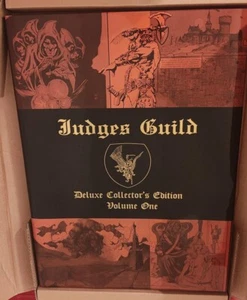 Judges Guild
Deluxe Collector's Edition
Volume One